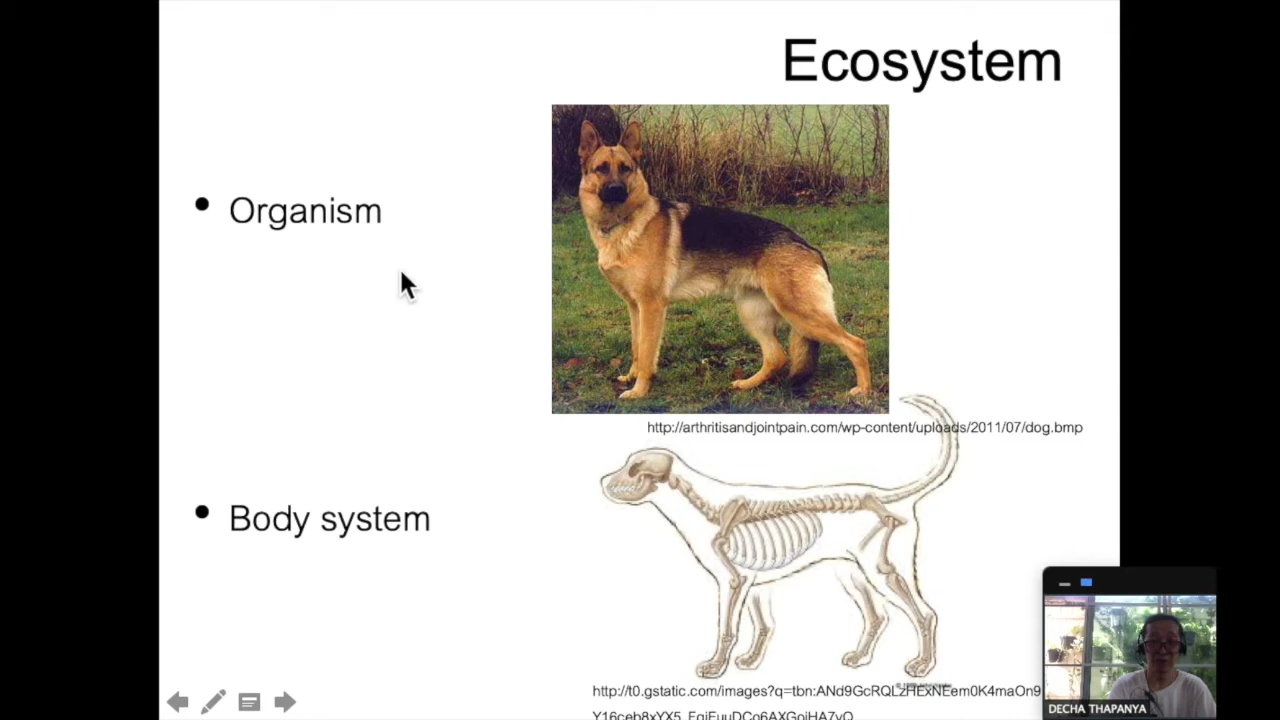 Ecosystem
• Organism
http://arthritisandjointpain.com/wp-content/uploads/2011/07/dog.bmp
• Body system
http://t0.gstatic.com/images?q=tbn:ANd9GcRQLzHExNEem0K4maOn9
DECHA THAPANYA